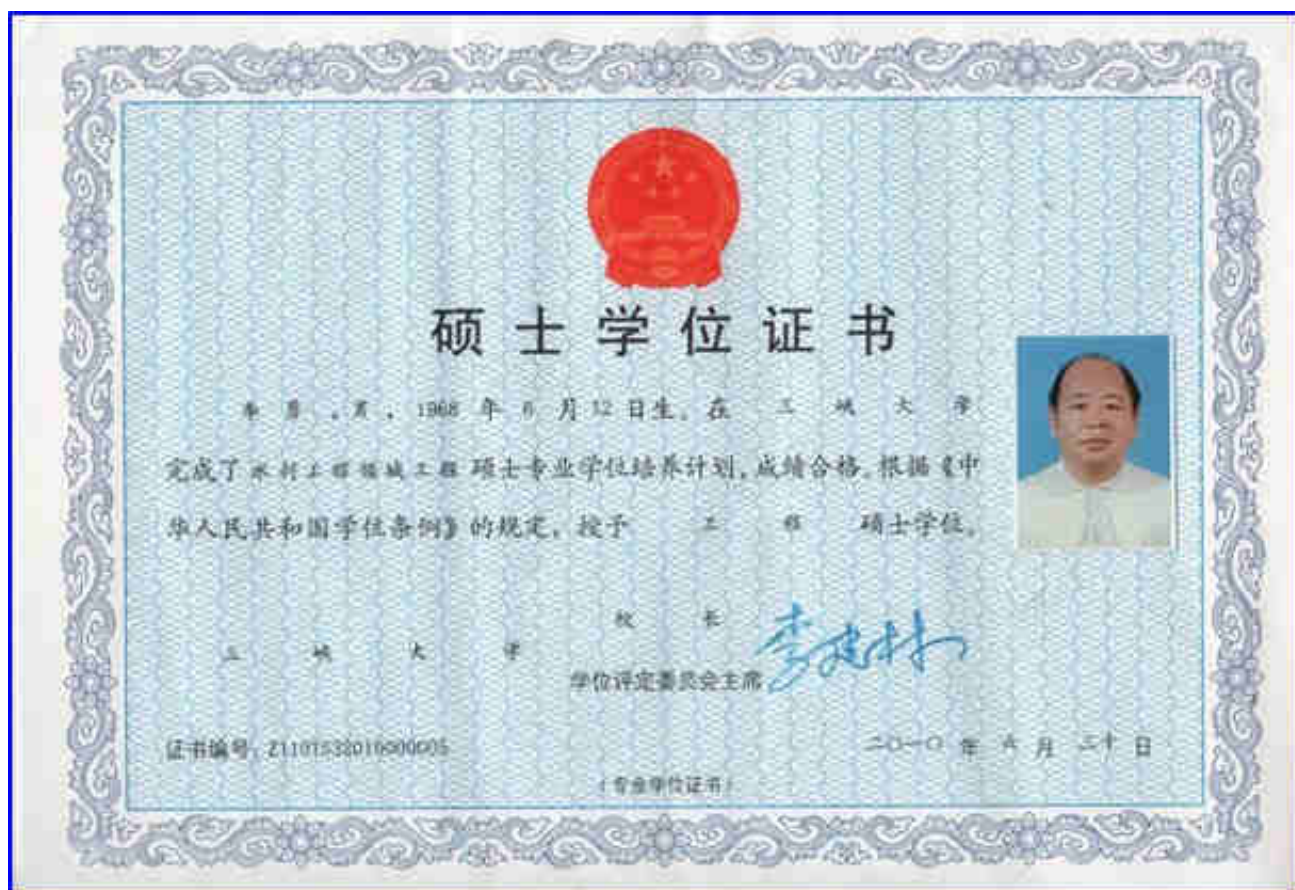 硕士学位证书
，男，1968 年 6 月 12 日生。在 三 峡 大 学
完成了水利工程领域工程 硕士专业学位培养计划，成绩合格。根据《中
华人民共和国学位条例》的规定，授予 工 程 硕士学位。
校 长
李建林
三 峡 大 学
学位评定委员会主席
证书编号：Z1101532010000005
二〇一〇 年 六 月 三十 日
（专业学位证书）